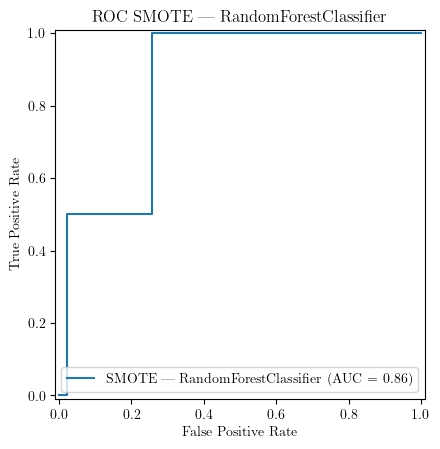 ROC SMOTE — RandomForestClassifier
True Positive Rate
1.0
0.8
0.6
0.4
0.2
0.0
SMOTE — RandomForestClassifier (AUC = 0.86)
0.0 0.2 0.4 0.6 0.8 1.0
False Positive Rate